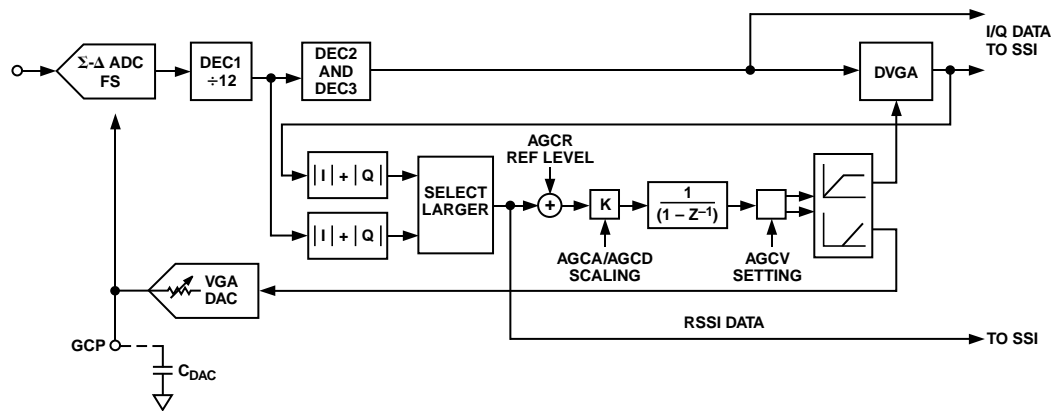 Σ-Δ ADC
FS
DEC1
÷12
DEC2
AND
DEC3
DVGA
I/Q DATA
TO SSI
|I| + |Q|
|I| + |Q|
SELECT
LARGER
AGCR
REF LEVEL
+
K
AGCA/AGCD
SCALING
1
(1 – Z–1)
AGCV
SETTING
VGA
DAC
GCP
CDAC
RSSI DATA
TO SSI